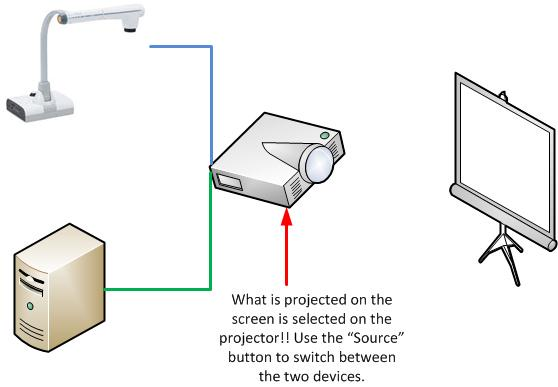 What is projected on the
screen is selected on the
projector!! Use the “Source”
button to switch between
the two devices.